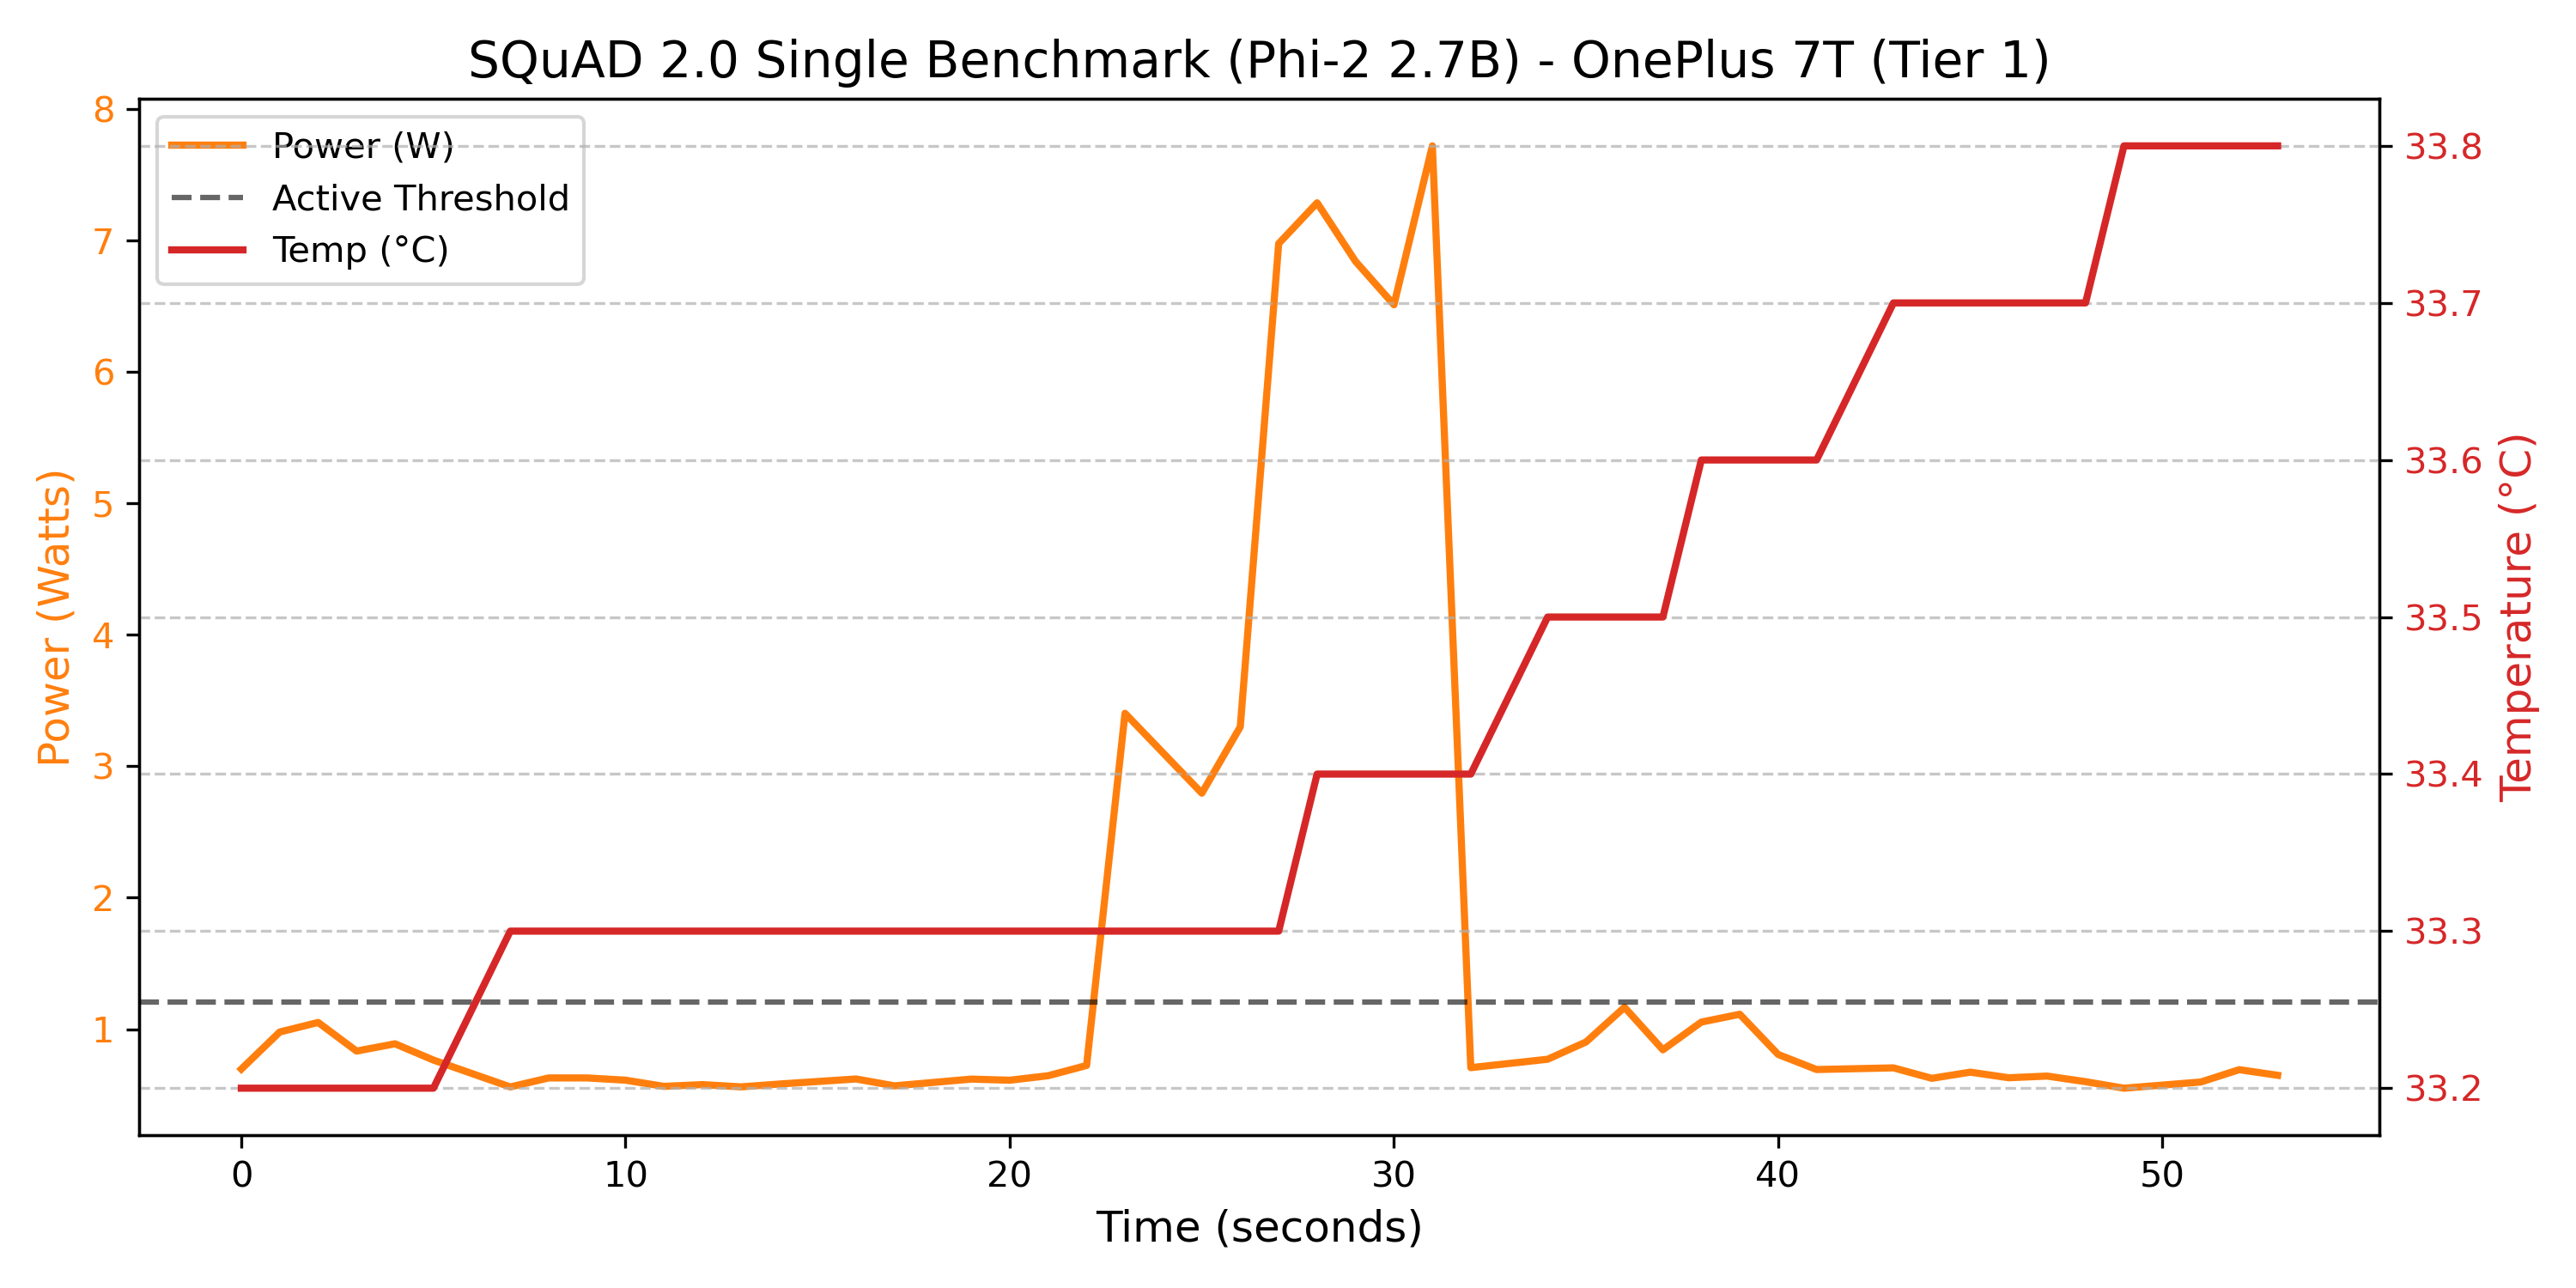 SQuAD 2.0 Single Benchmark (Phi-2 2.7B) - OnePlus 7T (Tier 1)
Power (W)
Active Threshold
Temp (°C)
Power (Watts)
8
7
6
5
4
3
2
1
33.8
33.7
33.6
33.5
33.4
33.3
33.2
Temperature (°C)
0 10 20 30 40 50
Time (seconds)